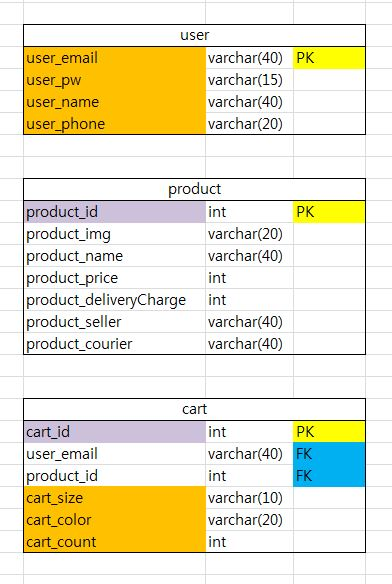 user
user_email varchar(40) PK
user_pw varchar(15)
user_name varchar(40)
user_phone varchar(20)
product
product_id int PK
product_img varchar(20)
product_name varchar(40)
product_price int
product_deliveryCharge int
product_seller varchar(40)
product_courier varchar(40)
cart
cart_id int PK
user_email varchar(40) FK
product_id int FK
cart_size varchar(10)
cart_color varchar(20)
cart_count int